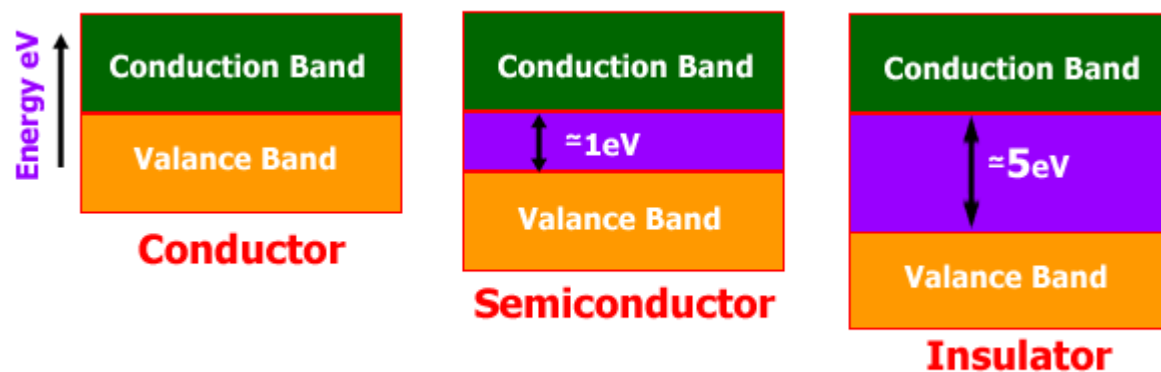 Energy eV
Conduction Band
Valance Band
Conductor
Conduction Band
≃1eV
Valance Band
Semiconductor
Conduction Band
≃5eV
Valance Band
Insulator